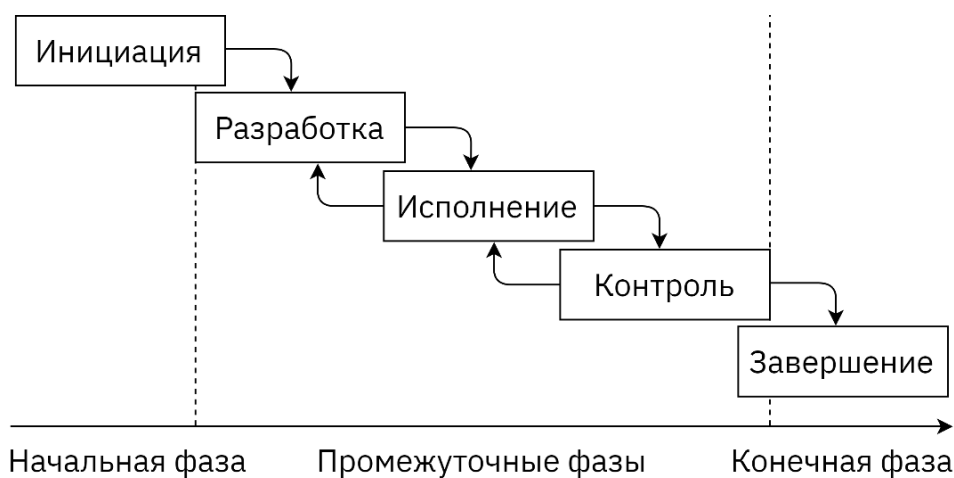 Инициация
Разработка
Исполнение
Контроль
Завершение
Начальная фаза Промежуточные фазы Конечная фаза